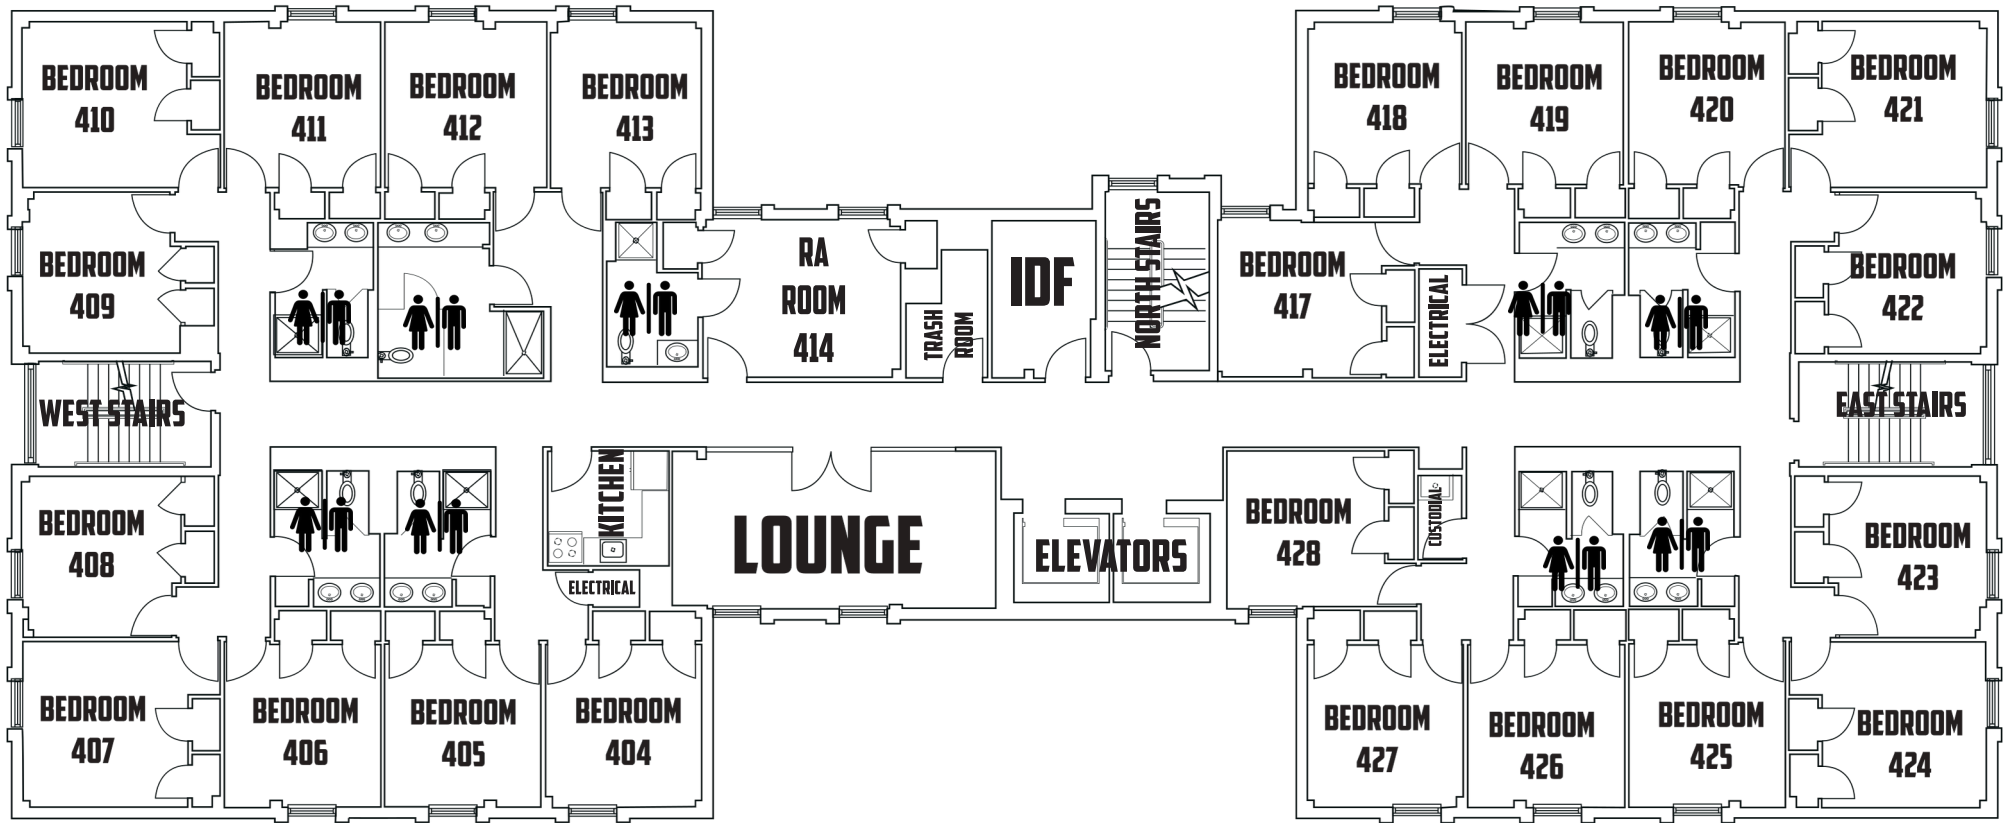 BEDROOM
410
BEDROOM
411
BEDROOM
412
BEDROOM
413
BEDROOM
418
BEDROOM
419
BEDROOM
420
BEDROOM
421
BEDROOM
409
RA
ROOM
414
TRASH
ROOM
IDF
NORTH STAIRS
BEDROOM
417
ELECTRICAL
BEDROOM
422
WEST STAIRS
EAST STAIRS
BEDROOM
408
KITCHEN
ELECTRICAL
LOUNGE
ELEVATORS
BEDROOM
428
CUSTODIAL
BEDROOM
423
BEDROOM
407
BEDROOM
406
BEDROOM
405
BEDROOM
404
BEDROOM
427
BEDROOM
426
BEDROOM
425
BEDROOM
424